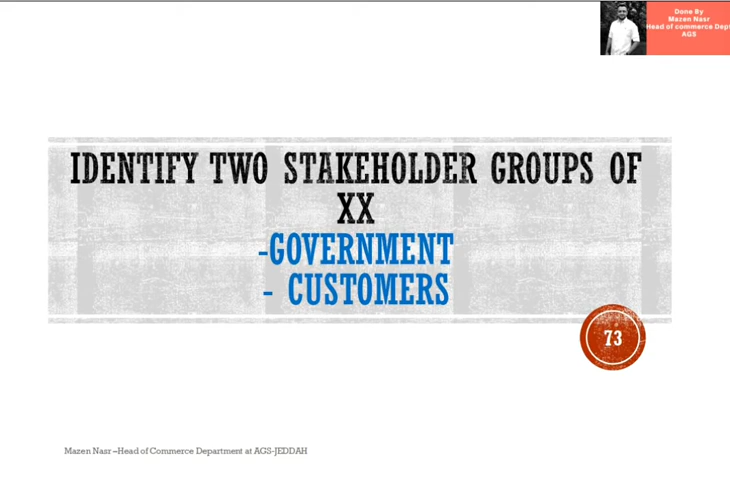 Done By
Mazen Nasr
Head of commerce Dep
AGS
IDENTIFY TWO STAKEHOLDER GROUPS OF
XX
-GOVERNMENT
- CUSTOMERS
73
Mazen Nasr –Head of Commerce Department at AGS-JEDDAH